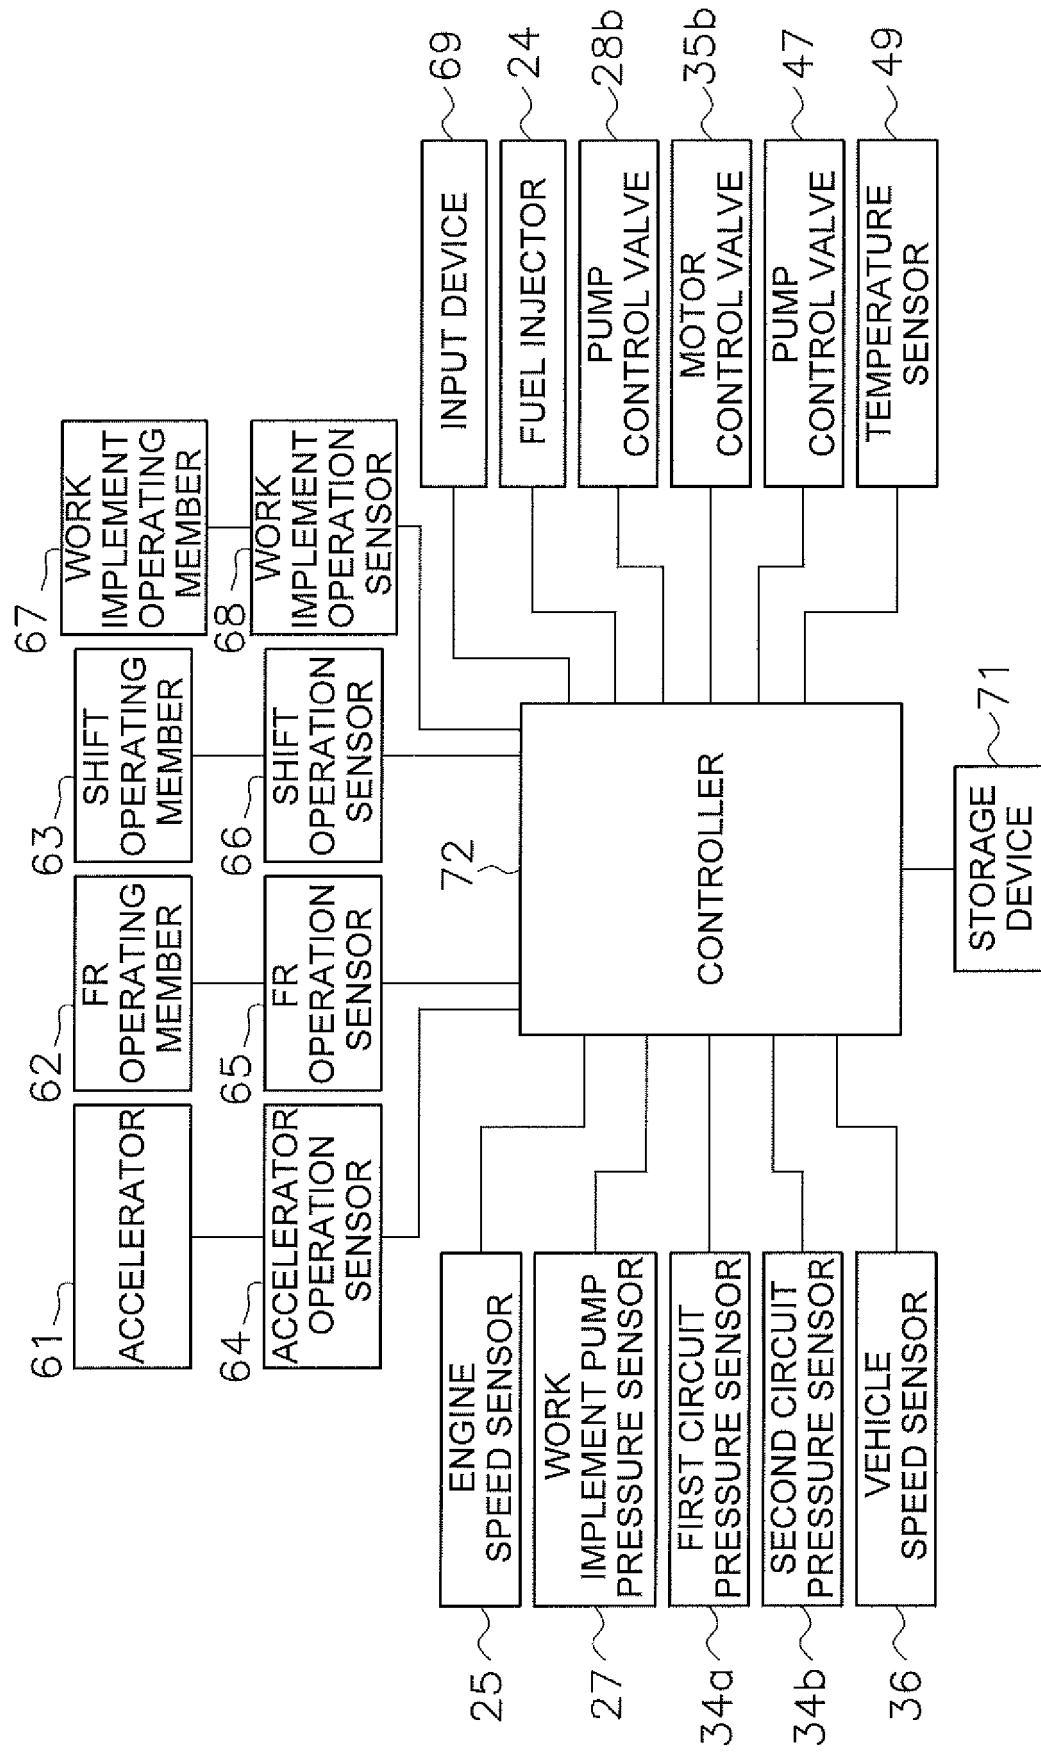 61
ACCELERATOR
62
FR
OPERATING
MEMBER
63
SHIFT
OPERATING
MEMBER
67
WORK
IMPLEMENT
OPERATING
MEMBER
64
ACCELERATOR
OPERATION
SENSOR
65
FR
OPERATION
SENSOR
66
SHIFT
OPERATION
SENSOR
68
WORK
IMPLEMENT
OPERATION
SENSOR
72
CONTROLLER
25
ENGINE
SPEED SENSOR
27
WORK
IMPLEMENT PUMP
PRESSURE SENSOR
34a
FIRST CIRCUIT
PRESSURE SENSOR
34b
SECOND CIRCUIT
PRESSURE SENSOR
36
VEHICLE
SPEED SENSOR
INPUT DEVICE
69
FUEL INJECTOR
24
PUMP
CONTROL VALVE
28b
MOTOR
CONTROL VALVE
35b
PUMP
CONTROL VALVE
47
TEMPERATURE
SENSOR
49
STORAGE
DEVICE
71